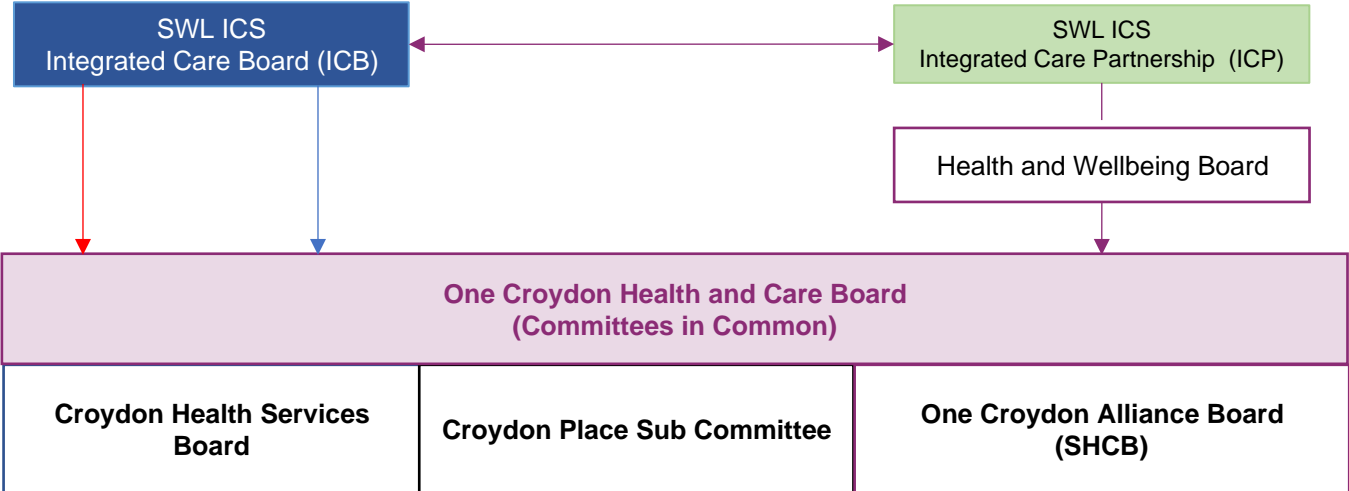 SWL ICS
Integrated Care Board (ICB)
SWL ICS
Integrated Care Partnership (ICP)
Health and Wellbeing Board
One Croydon Health and Care Board
(Committees in Common)
Croydon Health Services
Board
Croydon Place Sub Committee
One Croydon Alliance Board
(SHCB)